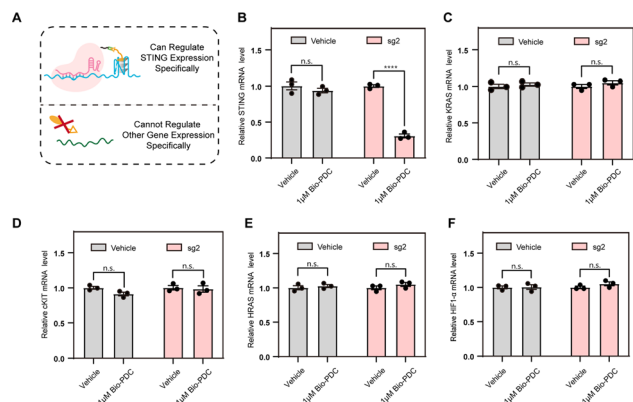 A
Can Regulate
STING Expression
Specifically
Cannot Regulate
Other Gene Expression
Specifically
B
Vehicle
sg2
Relative STING mRNA level
1.5
1.0
0.5
0.0
n.s.
****
Vehicle
1μM Bio-PDC
Vehicle
1μM Bio-PDC
C
Vehicle
sg2
Relative KRAS mRNA level
1.5
1.0
0.5
0.0
n.s.
n.s.
Vehicle
1μM Bio-PDC
Vehicle
1μM Bio-PDC
D
Vehicle
sg2
Relative cKIT mRNA level
1.5
1.0
0.5
0.0
n.s.
n.s.
Vehicle
1μM Bio-PDC
Vehicle
1μM Bio-PDC
E
Vehicle
sg2
Relative HRAS mRNA level
1.5
1.0
0.5
0.0
n.s.
n.s.
Vehicle
1μM Bio-PDC
Vehicle
1μM Bio-PDC
F
Vehicle
sg2
Relative HIF1-α mRNA level
1.5
1.0
0.5
0.0
n.s.
n.s.
Vehicle
1μM Bio-PDC
Vehicle
1μM Bio-PDC